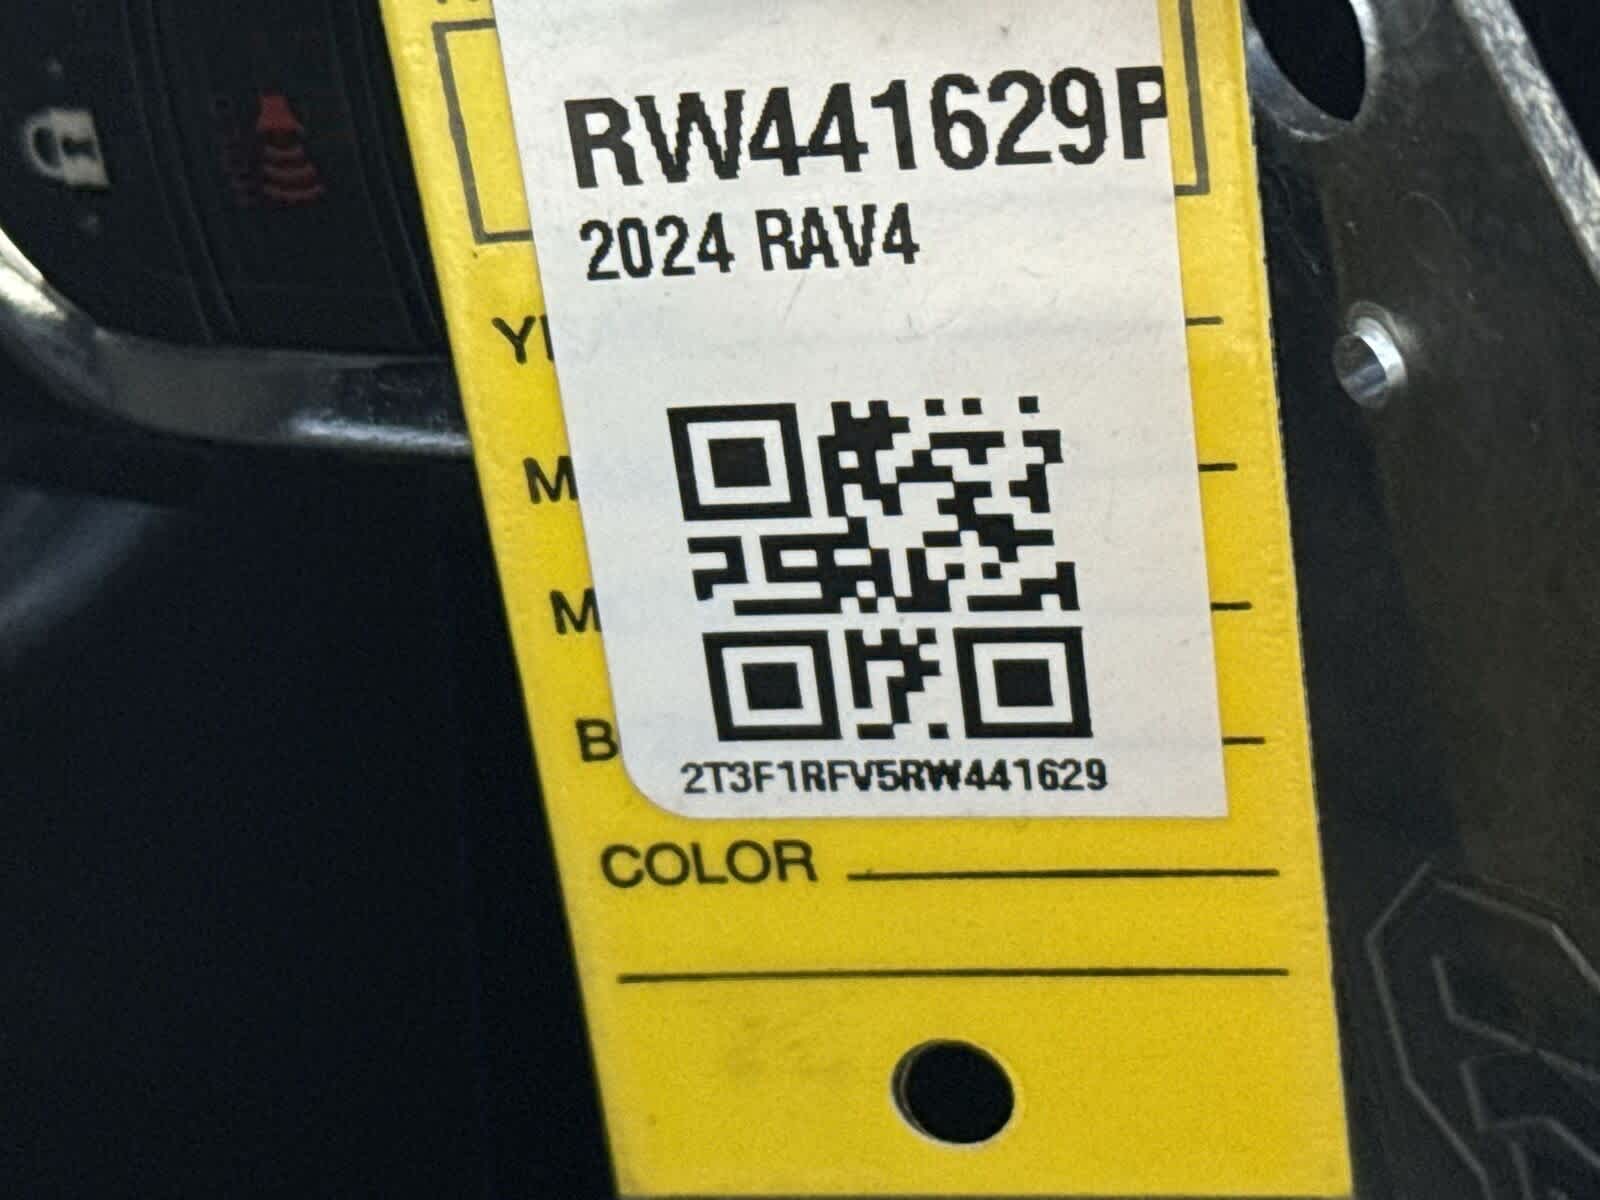 RW441629P
2024 RAV4
Y
M
M
B
2T3F1RFV5RW441629
COLOR